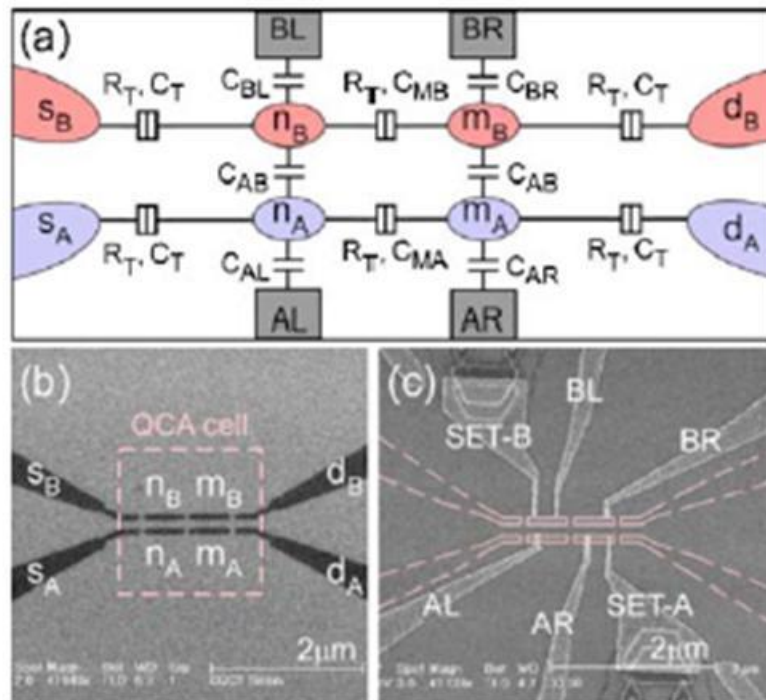 (a) BL BR
C_BL R_T, C_MB C_BR
R_T, C_T R_T, C_T
s_B n_B m_B d_B
C_AB C_AB
s_A n_A m_A d_A
R_T, C_T C_AL R_T, C_MA C_AR R_T, C_T
AL AR
(b)
QCA cell
s_B n_B m_B d_B
s_A n_A m_A d_A
2μm
(c)
BL
SET-B
BR
AL
AR
SET-A
2μm